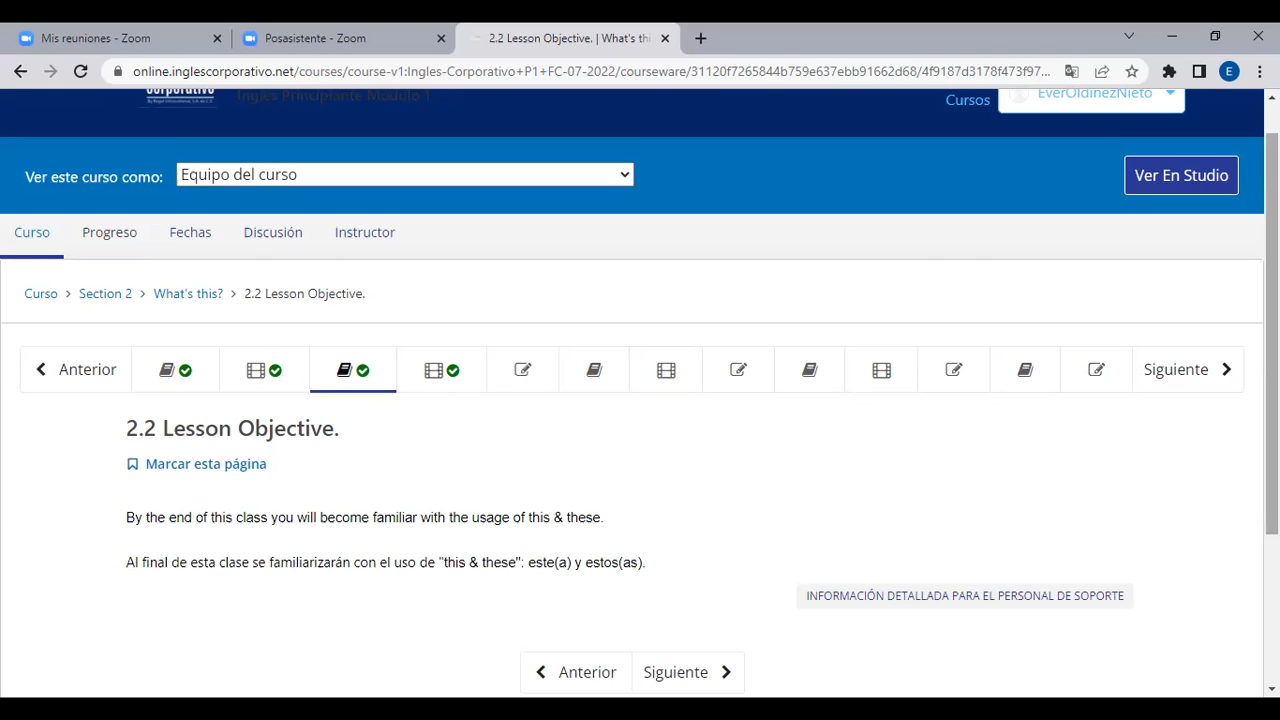 Mis reuniones - Zoom
Posasistente - Zoom
2.2 Lesson Objective. | What's thi
online.inglescorporativo.net/courses/course-v1:Ingles-Corporativo+P1+FC-07-2022/courseware/31120f7265844b759e637ebb91662d68/4f9187d3178f473f97...
E
Corporativo
Inglés Principiante Modulo 1
Cursos
EverOldinezNieto
Ver este curso como:
Equipo del curso
Ver En Studio
Curso
Progreso
Fechas
Discusión
Instructor
Curso > Section 2 > What's this? > 2.2 Lesson Objective.
Anterior
Siguiente
2.2 Lesson Objective.
Marcar esta página
By the end of this class you will become familiar with the usage of this & these.
Al final de esta clase se familiarizarán con el uso de "this & these": este(a) y estos(as).
INFORMACIÓN DETALLADA PARA EL PERSONAL DE SOPORTE
Anterior
Siguiente